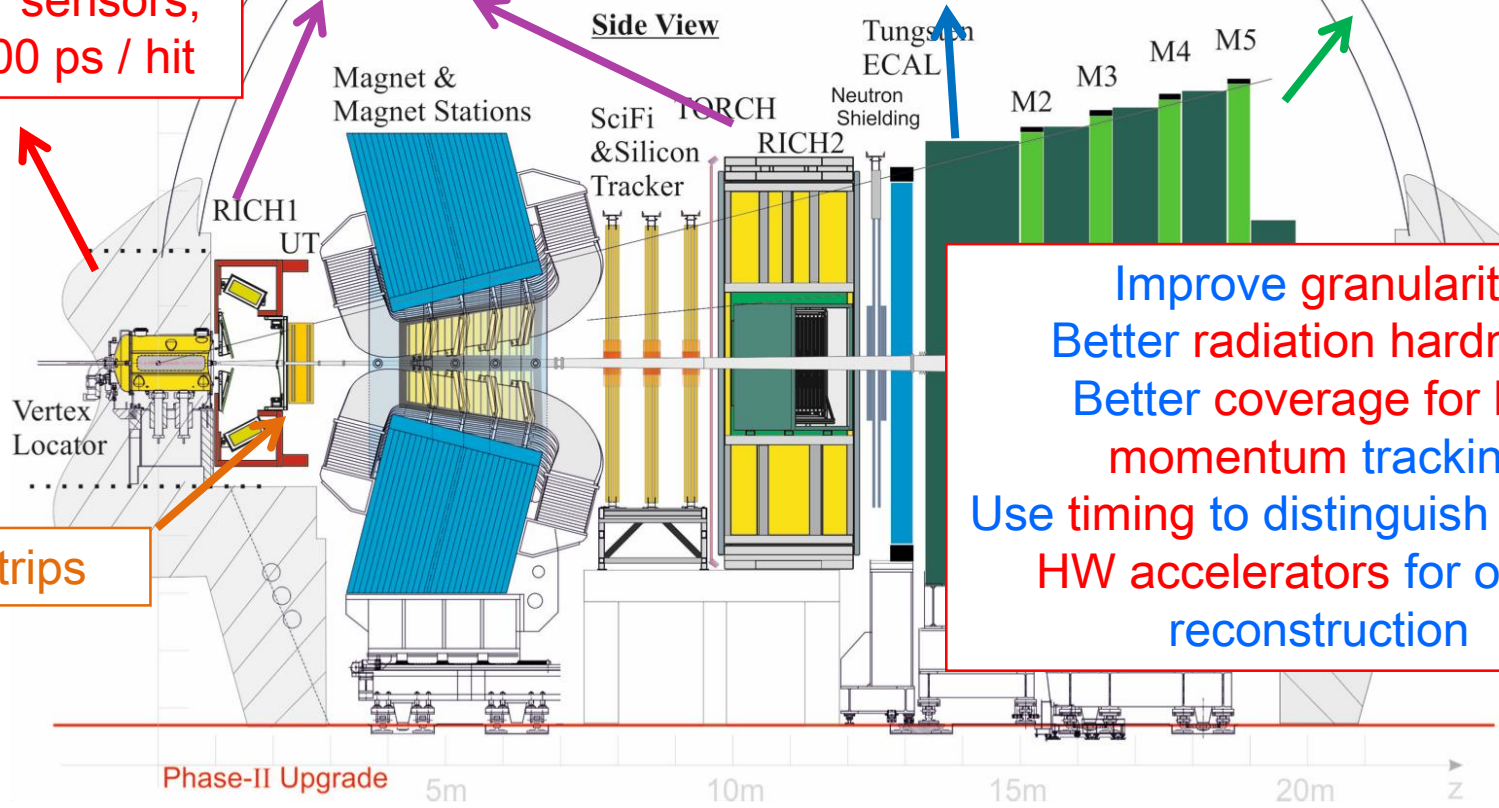 sensors,
00 ps / hit
Side View
Magnet &
Magnet Stations
SciFi
&Silicon
Tracker
TORCH
RICH2
Tungsten
ECAL
Neutron
Shielding
M2
M3
M4
M5
RICH1
UT
Vertex
Locator
trips
Improve granularit
Better radiation hardn
Better coverage for
momentum trackin
Use timing to distinguish
HW accelerators for o
reconstruction
Phase-II Upgrade
5m
10m
15m
20m
z